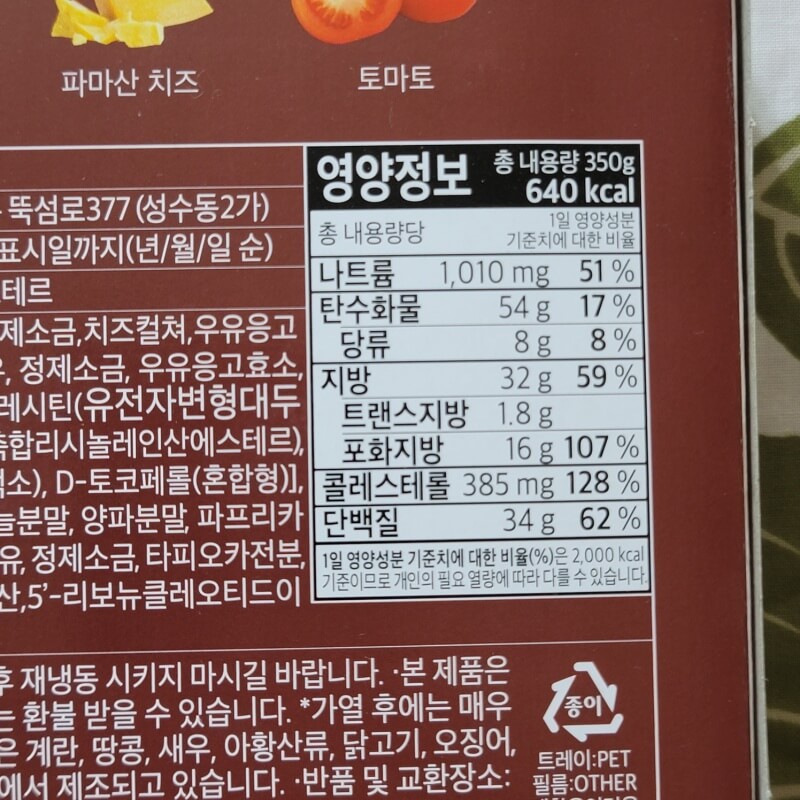 파마산 치즈
토마토
뚝섬로377 (성수동2가)
표시일까지(년/월/일 순)
테르
제소금,치즈컬쳐,우유응고
, 정제소금, 우유응고효소,
레시틴(유전자변형대두
축합리시놀레인산에스테르),
색소), D-토코페롤(혼합형)],
늘분말, 양파분말, 파프리카
유, 정제소금, 타피오카전분,
산,5'-리보뉴클레오티드이
영양정보 총 내용량 350g
640 kcal
총 내용량당 1일 영양성분
기준치에 대한 비율
나트륨 1,010 mg 51 %
탄수화물 54 g 17 %
당류 8 g 8 %
지방 32 g 59 %
트랜스지방 1.8 g
포화지방 16 g 107 %
콜레스테롤 385 mg 128 %
단백질 34 g 62 %
1일 영양성분 기준치에 대한 비율(%)은 2,000 kcal
기준이므로 개인의 필요 열량에 따라 다를 수 있습니다.
후 재냉동 시키지 마시길 바랍니다. ·본 제품은
는 환불 받을 수 있습니다. *가열 후에는 매우
은 계란, 땅콩, 새우, 아황산류, 닭고기, 오징어,
에서 제조되고 있습니다. ·반품 및 교환장소:
종이
트레이:PET
필름:OTHER